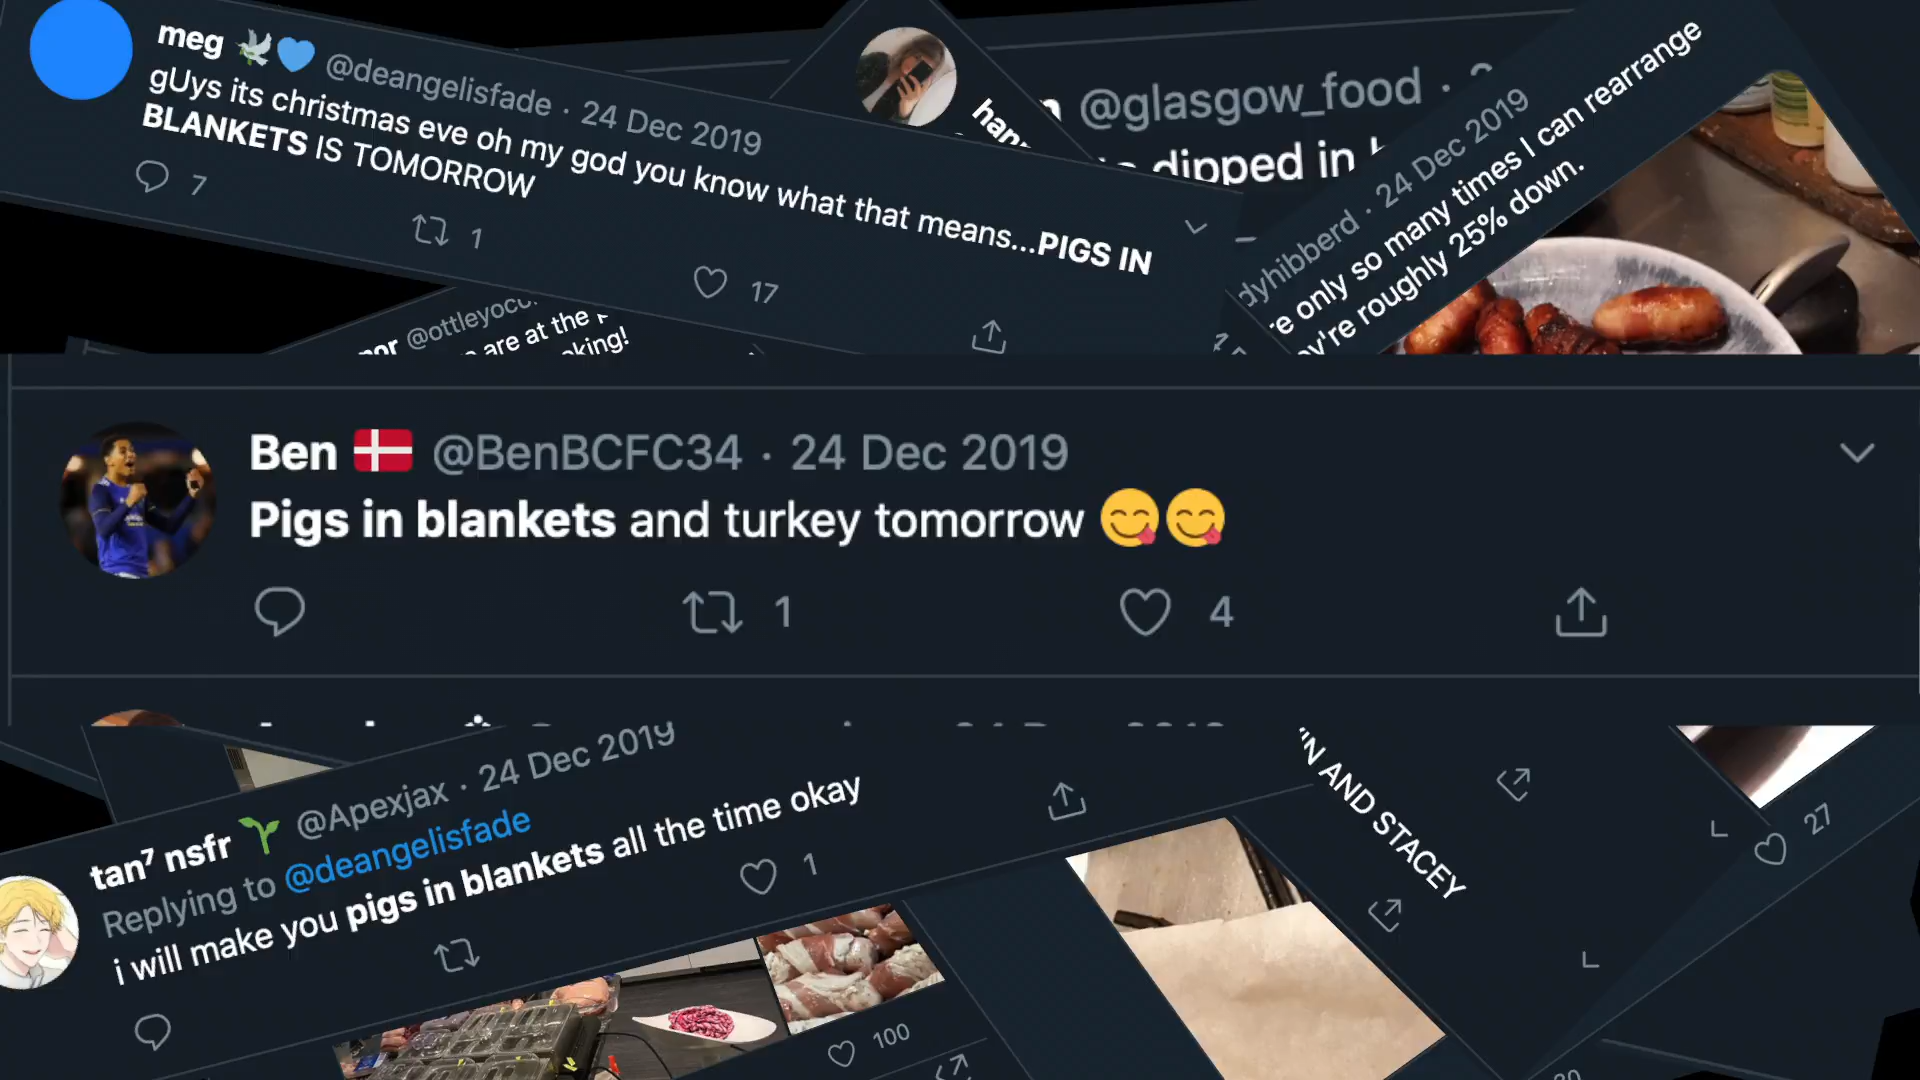 meg 🕊💙 @deangelisfade · 24 Dec 2019
gUys its christmas eve oh my god you know what that means...PIGS IN
BLANKETS IS TOMORROW
7
1
17
@glasgow_food ·
dipped in
dyhibberd · 24 Dec 2019
only so many times I can rearrange
roughly 25% down.
are at the
Ben 🇩🇰 @BenBCFC34 · 24 Dec 2019
Pigs in blankets and turkey tomorrow 😋😋
1
4
tan⁷ nsfr 🌱 @Apexjax · 24 Dec 2019
Replying to @deangelisfade
i will make you pigs in blankets all the time okay
1
AND STACEY
27
100